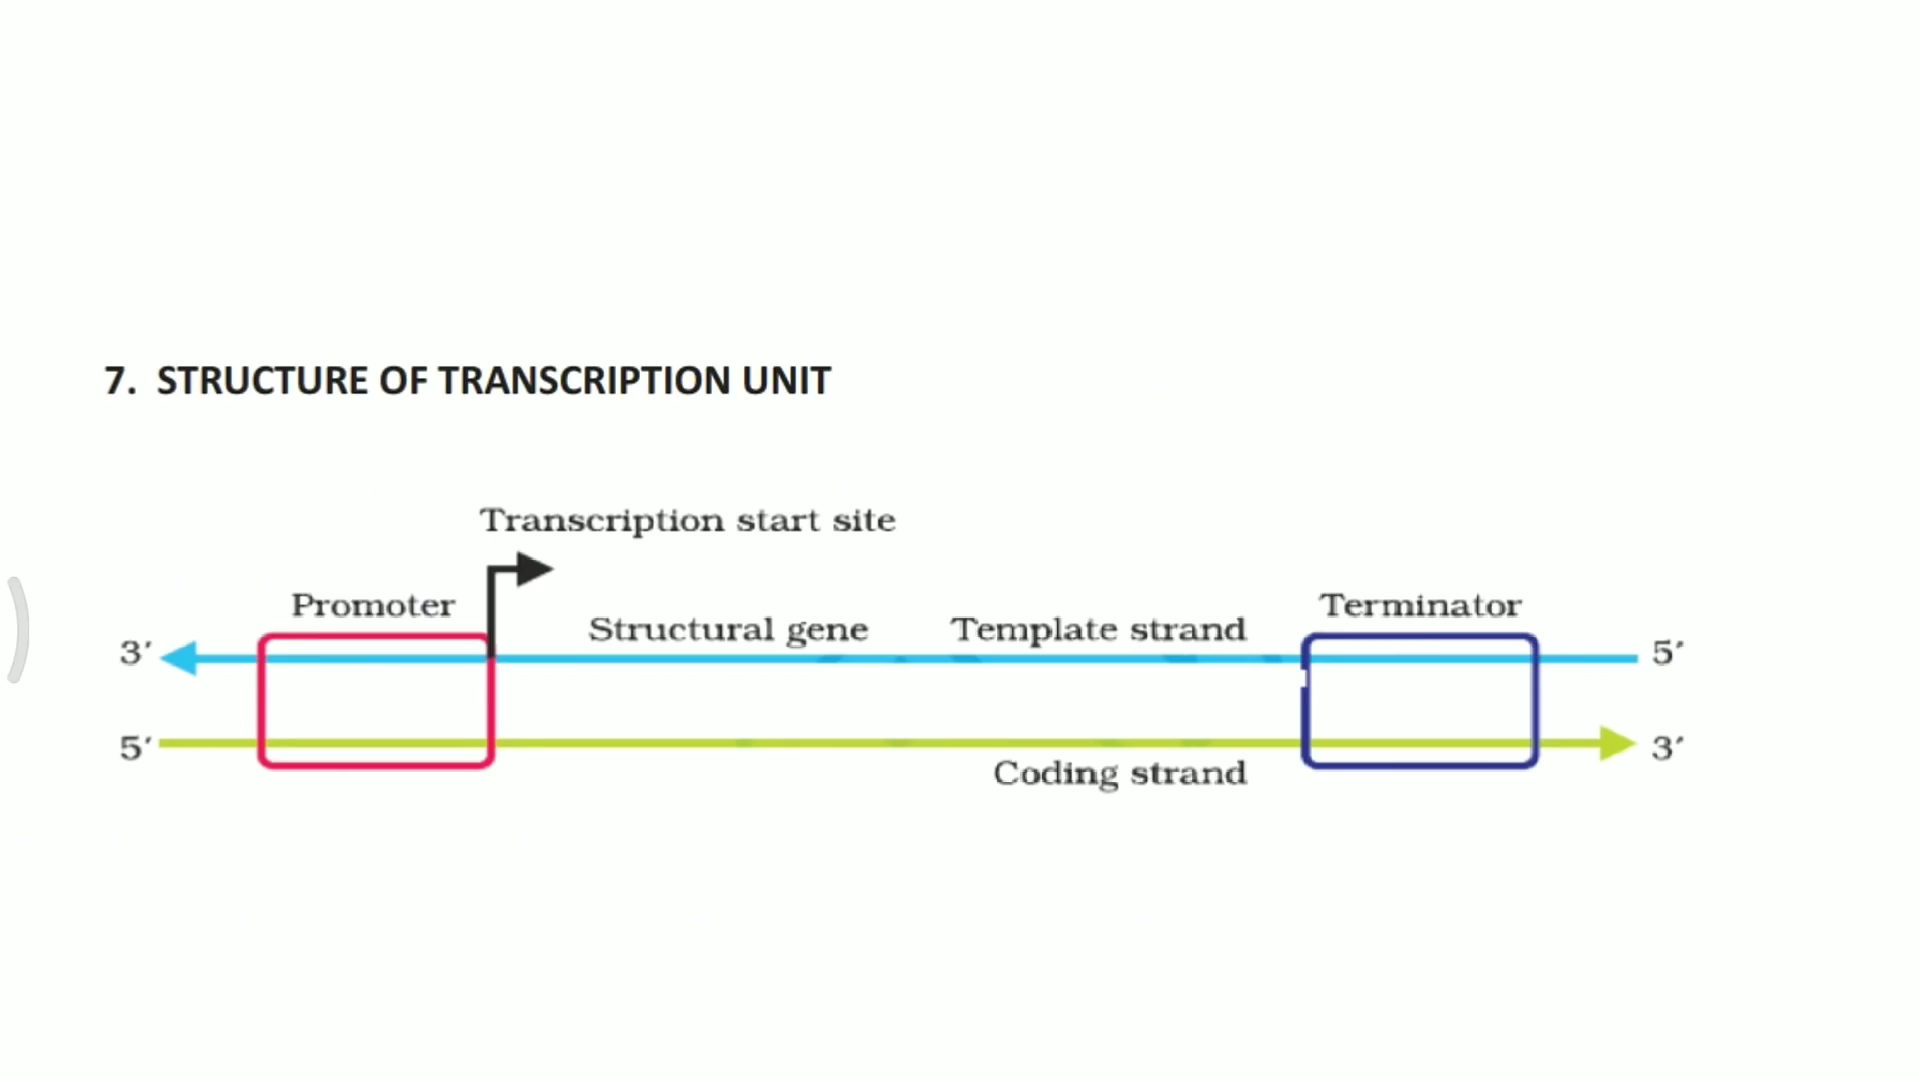 7. STRUCTURE OF TRANSCRIPTION UNIT
Transcription start site
Promoter
Terminator
Structural gene
Template strand
3′
5′
5′
3′
Coding strand